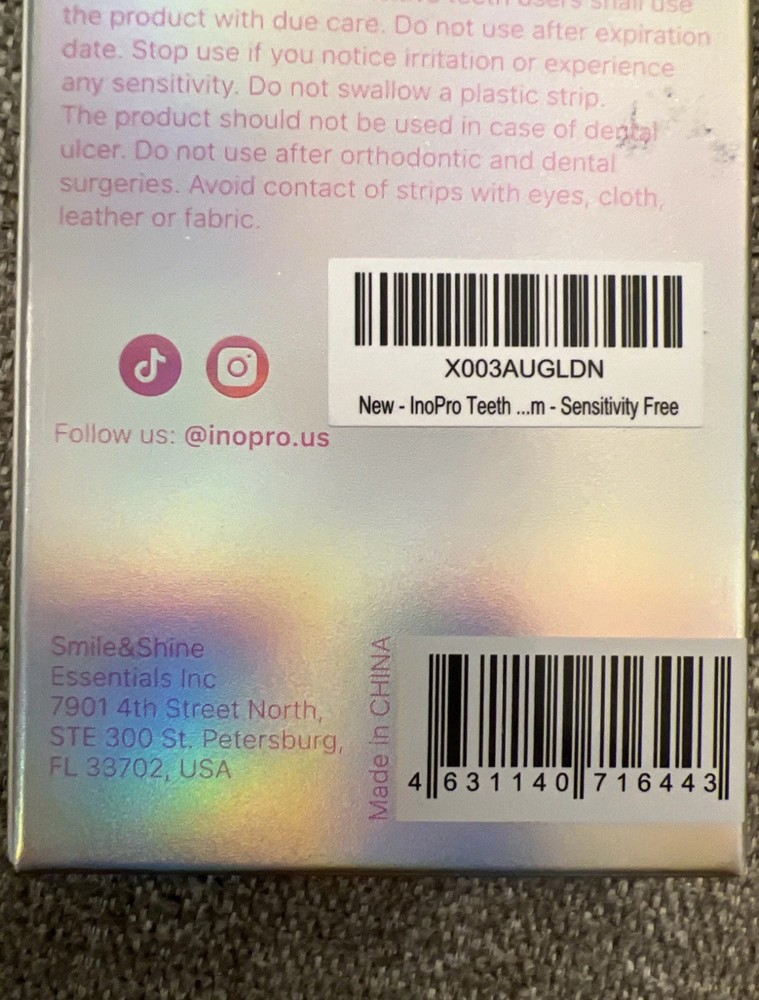 users shall use
the product with due care. Do not use after expiration
date. Stop use if you notice irritation or experience
any sensitivity. Do not swallow a plastic strip.
The product should not be used in case of dental
ulcer. Do not use after orthodontic and dental
surgeries. Avoid contact of strips with eyes, cloth,
leather or fabric.
X003AUGLDN
New - InoPro Teeth ...m - Sensitivity Free
Follow us: @inopro.us
Smile&Shine
Essentials Inc
7901 4th Street North,
STE 300 St. Petersburg,
FL 33702, USA
Made in CHINA
4 631140 716443